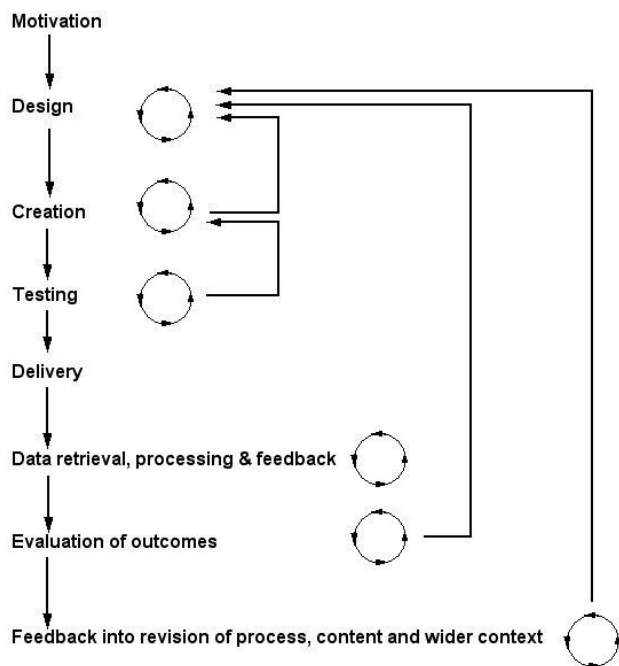 Motivation
Design
Creation
Testing
Delivery
Data retrieval, processing & feedback
Evaluation of outcomes
Feedback into revision of process, content and wider context